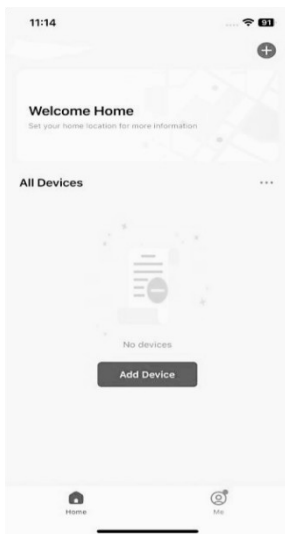 11:14
91
Welcome Home
Set your home location for more information
All Devices
No devices
Add Device
Home
Me